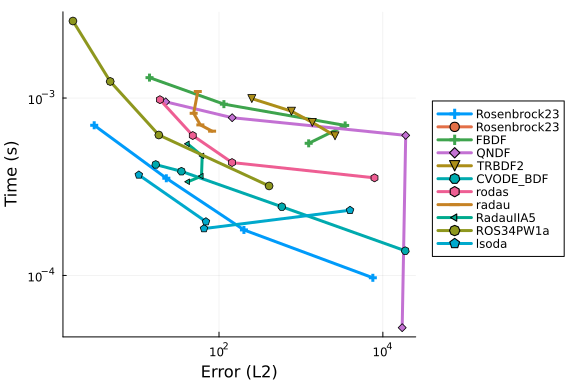 10⁻³
10⁻⁴
Time (s)
10²
10⁴
Error (L2)
Rosenbrock23
Rosenbrock23
FBDF
QNDF
TRBDF2
CVODE_BDF
rodas
radau
RadauIIA5
ROS34PW1a
lsoda